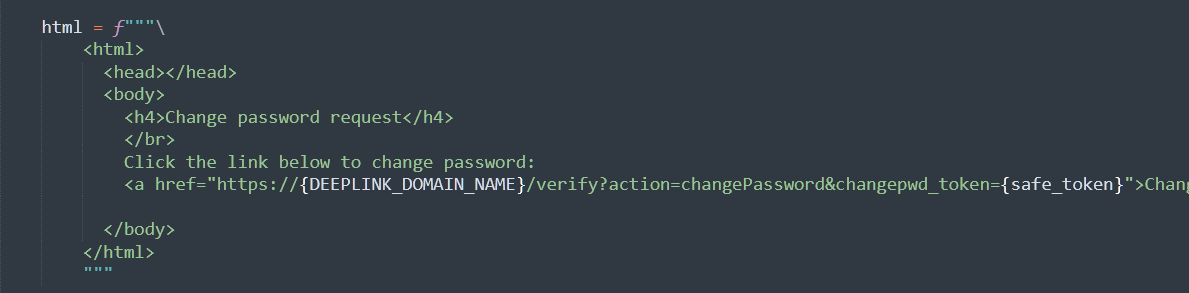 html = f"""\
<html>
<head></head>
<body>
<h4>Change password request</h4>
</br>
Click the link below to change password:
<a href="https://{DEEPLINK_DOMAIN_NAME}/verify?action=changePassword&changepwd_token={safe_token}">Chang
</body>
</html>
"""